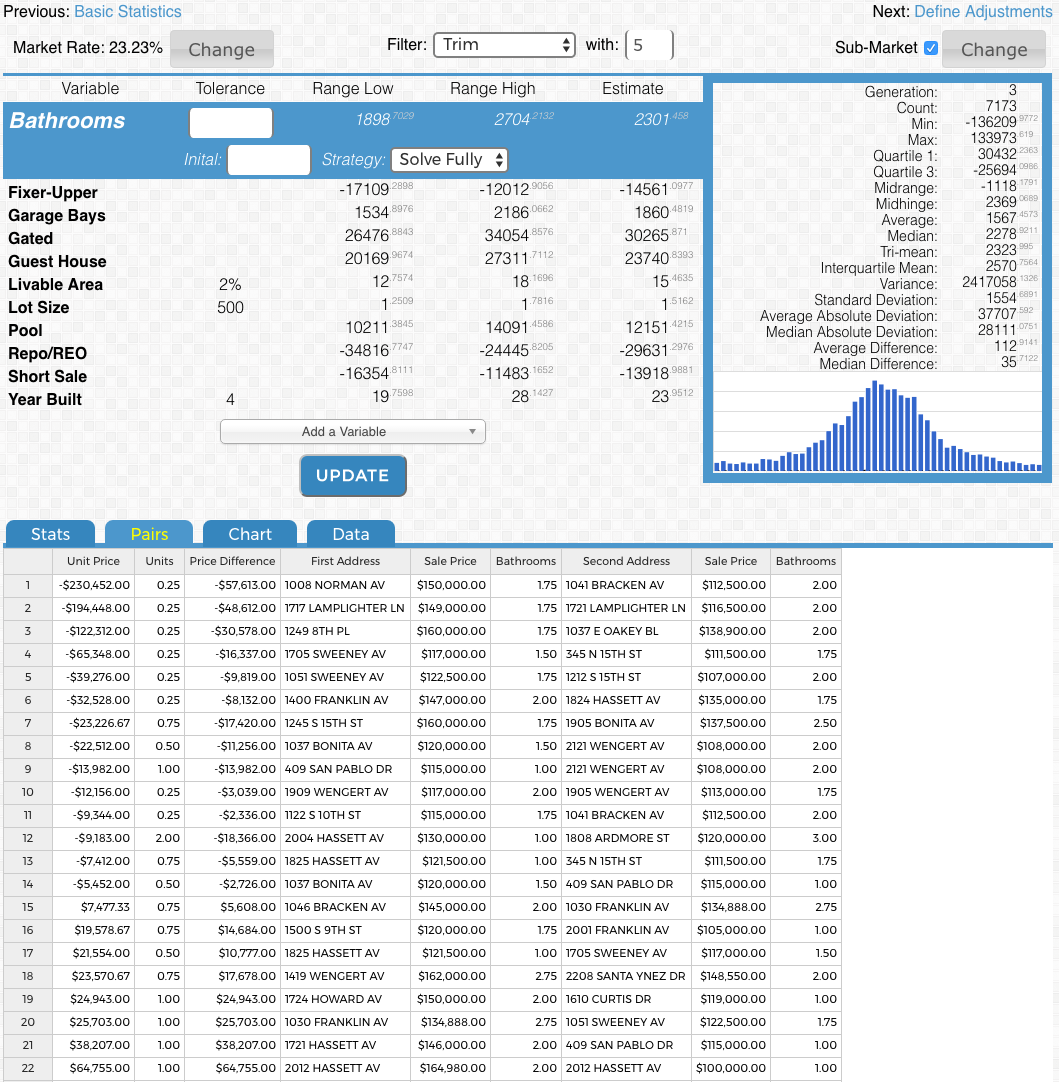 Previous: Basic Statistics Next: Define Adjustments
Market Rate: 23.23% Change Filter: Trim with: 5 Sub-Market Change
Variable Tolerance Range Low Range High Estimate
Bathrooms 1898.7029 2704.2132 2301.458
Inital: Strategy: Solve Fully
Fixer-Upper -17109.2898 -12012.9056 -14561.0977
Garage Bays 1534.8976 2186.0662 1860.4819
Gated 26476.8843 34054.8576 30265.871
Guest House 20169.9674 27311.7112 23740.8393
Livable Area 2% 12.7574 18.1696 15.4635
Lot Size 500 1.2509 1.7816 1.5162
Pool 10211.3845 14091.4586 12151.4215
Repo/REO -34816.7747 -24445.8205 -29631.2976
Short Sale -16354.8111 -11483.1652 -13918.9881
Year Built 4 19.7598 28.1427 23.9512
Add a Variable
UPDATE
Generation: 3
Count: 7173
Min: -136209.9772
Max: 133973.619
Quartile 1: 30432.2363
Quartile 3: -25694.0986
Midrange: -1118.1791
Midhinge: 2369.0689
Average: 1567.4573
Median: 2278.9211
Tri-mean: 2323.995
Interquartile Mean: 2570.7564
Variance: 2417058.1326
Standard Deviation: 1554.6891
Average Absolute Deviation: 37707.592
Median Absolute Deviation: 28111.0751
Average Difference: 112.9141
Median Difference: 35.7122
Stats Pairs Chart Data
Unit Price Units Price Difference First Address Sale Price Bathrooms Second Address Sale Price Bathrooms
1 -$230,452.00 0.25 -$57,613.00 1008 NORMAN AV $150,000.00 1.75 1041 BRACKEN AV $112,500.00 2.00
2 -$194,448.00 0.25 -$48,612.00 1717 LAMPLIGHTER LN $149,000.00 1.75 1721 LAMPLIGHTER LN $116,500.00 2.00
3 -$122,312.00 0.25 -$30,578.00 1249 8TH PL $160,000.00 1.75 1037 E OAKEY BL $138,900.00 2.00
4 -$65,348.00 0.25 -$16,337.00 1705 SWEENEY AV $117,000.00 1.50 345 N 15TH ST $111,500.00 1.75
5 -$39,276.00 0.25 -$9,819.00 1051 SWEENEY AV $122,500.00 1.75 1212 S 15TH ST $107,000.00 2.00
6 -$32,528.00 0.25 -$8,132.00 1400 FRANKLIN AV $147,000.00 2.00 1824 HASSETT AV $135,000.00 1.75
7 -$23,226.67 0.75 -$17,420.00 1245 S 15TH ST $160,000.00 1.75 1905 BONITA AV $137,500.00 2.50
8 -$22,512.00 0.50 -$11,256.00 1037 BONITA AV $120,000.00 1.50 2121 WENGERT AV $108,000.00 2.00
9 -$13,982.00 1.00 -$13,982.00 409 SAN PABLO DR $115,000.00 1.00 2121 WENGERT AV $108,000.00 2.00
10 -$12,156.00 0.25 -$3,039.00 1909 WENGERT AV $117,000.00 2.00 1905 WENGERT AV $113,000.00 1.75
11 -$9,344.00 0.25 -$2,336.00 1122 S 10TH ST $115,000.00 1.75 1041 BRACKEN AV $112,500.00 2.00
12 -$9,183.00 2.00 -$18,366.00 2004 HASSETT AV $130,000.00 1.00 1808 ARDMORE ST $120,000.00 3.00
13 -$7,412.00 0.75 -$5,559.00 1825 HASSETT AV $121,500.00 1.00 345 N 15TH ST $111,500.00 1.75
14 -$5,452.00 0.50 -$2,726.00 1037 BONITA AV $120,000.00 1.50 409 SAN PABLO DR $115,000.00 1.00
15 $7,477.33 0.75 $5,608.00 1046 BRACKEN AV $145,000.00 2.00 1030 FRANKLIN AV $134,888.00 2.75
16 $19,578.67 0.75 $14,684.00 1500 S 9TH ST $120,000.00 1.75 2001 FRANKLIN AV $105,000.00 1.00
17 $21,554.00 0.50 $10,777.00 1825 HASSETT AV $121,500.00 1.00 1705 SWEENEY AV $117,000.00 1.50
18 $23,570.67 0.75 $17,678.00 1419 WENGERT AV $162,000.00 2.75 2208 SANTA YNEZ DR $148,550.00 2.00
19 $24,943.00 1.00 $24,943.00 1724 HOWARD AV $150,000.00 2.00 1610 CURTIS DR $119,000.00 1.00
20 $25,703.00 1.00 $25,703.00 1030 FRANKLIN AV $134,888.00 2.75 1051 SWEENEY AV $122,500.00 1.75
21 $38,207.00 1.00 $38,207.00 1721 HASSETT AV $146,000.00 2.00 409 SAN PABLO DR $115,000.00 1.00
22 $64,755.00 1.00 $64,755.00 2012 HASSETT AV $164,980.00 2.00 2012 HASSETT AV $100,000.00 1.00